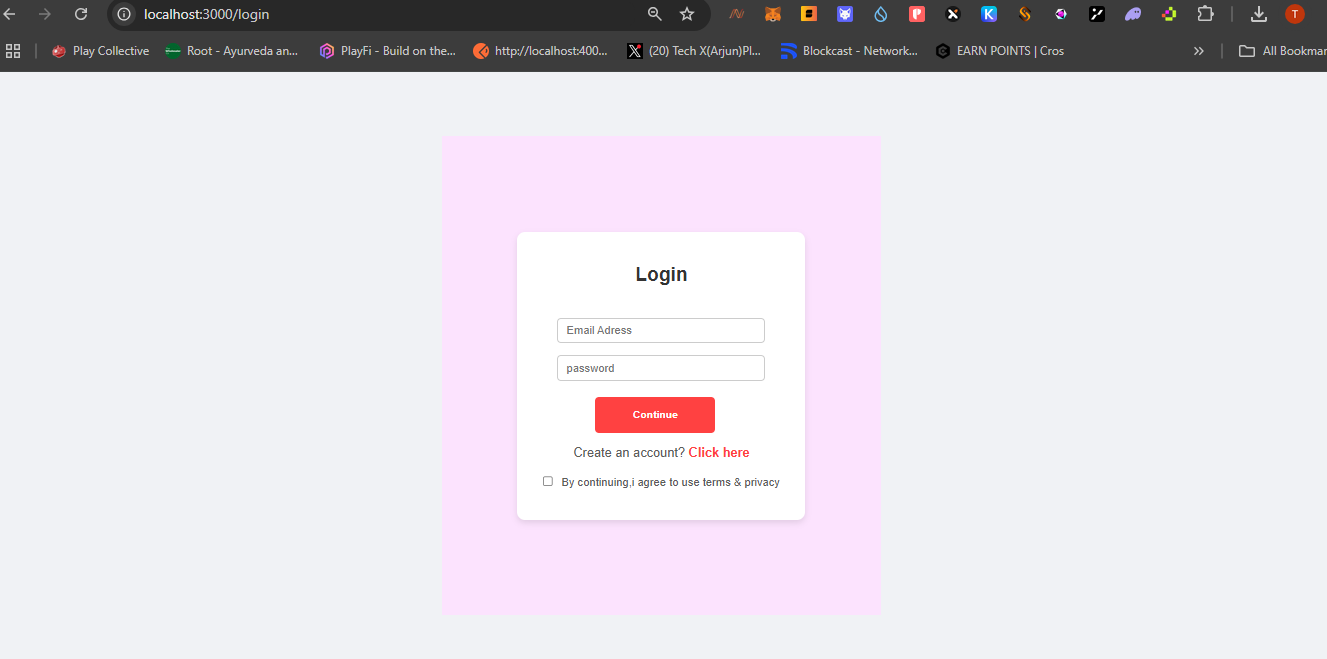 localhost:3000/login
T
Play Collective
Root - Ayurveda an...
PlayFi - Build on the...
http://localhost:400...
(20) Tech X(Arjun)Pl...
Blockcast - Network...
EARN POINTS | Cros
»
All Bookmar
Login
Email Adress
password
Continue
Create an account? Click here
By continuing,i agree to use terms & privacy